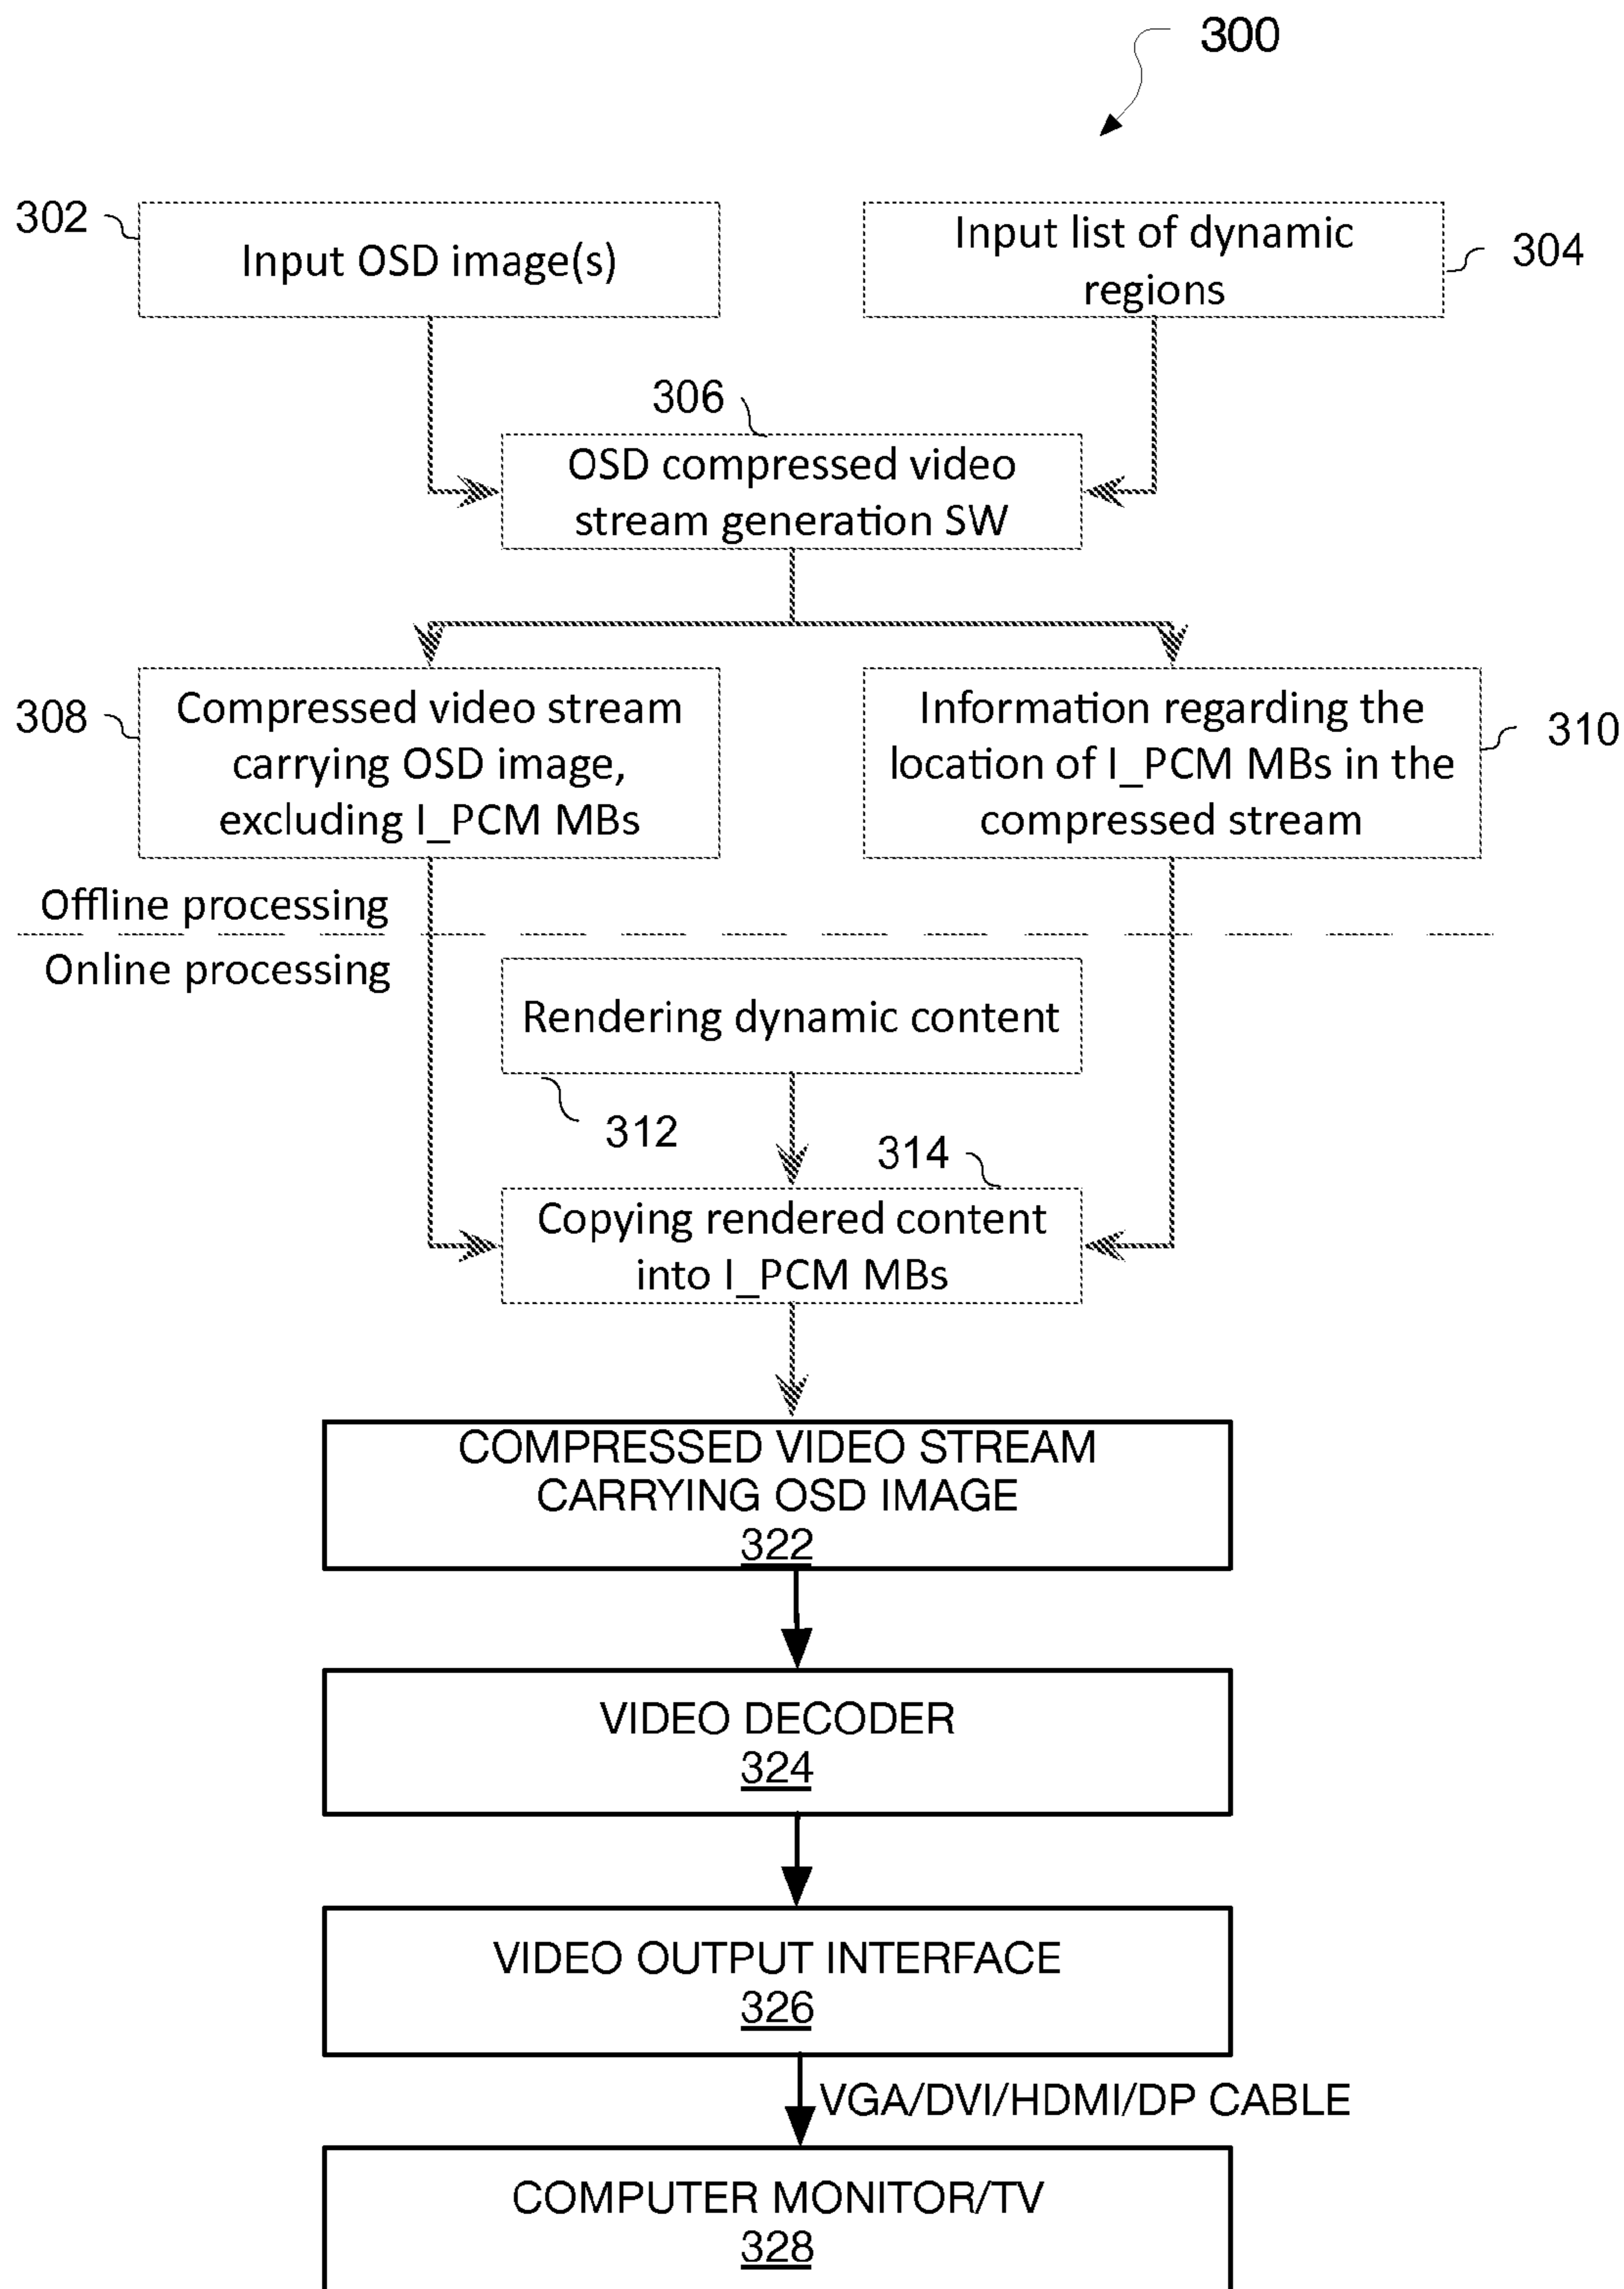 300
302
Input OSD image(s)
Input list of dynamic
regions
304
306
OSD compressed video
stream generation SW
308
Compressed video stream
carrying OSD image,
excluding I_PCM MBs
Information regarding the
location of I_PCM MBs in the
compressed stream
310
Offline processing
Online processing
Rendering dynamic content
312
314
Copying rendered content
into I_PCM MBs
COMPRESSED VIDEO STREAM
CARRYING OSD IMAGE
322
VIDEO DECODER
324
VIDEO OUTPUT INTERFACE
326
VGA/DVI/HDMI/DP CABLE
COMPUTER MONITOR/TV
328